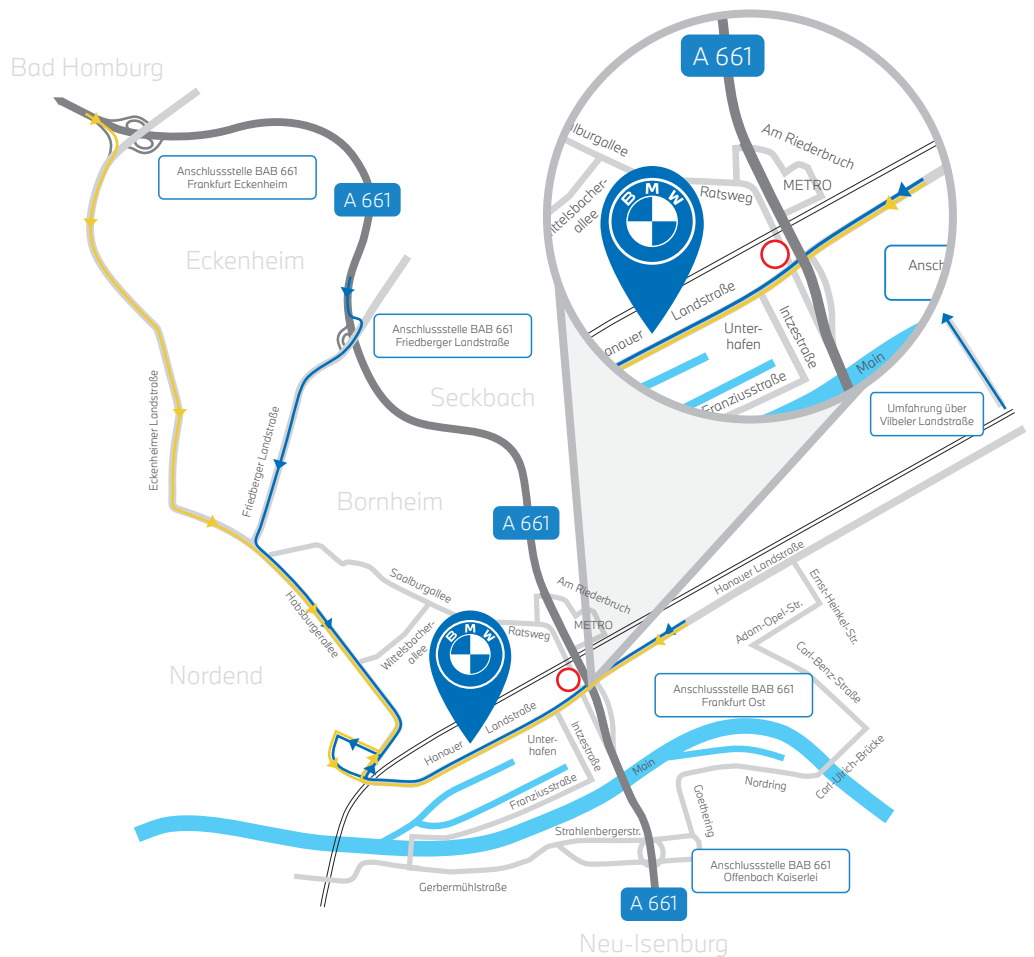 Bad Homburg
A 661
Am Riederbruch
lburgallee
METRO
Ratsweg
ittelsbacher-
allee
BMW
Anschlussstelle BAB 661
Frankfurt Eckenheim
A 661
Eckenheim
Ansch
Landstraße
anauer
Unter-
hafen
Intzestraße
Main
Franziusstraße
Anschlussstelle BAB 661
Friedberger Landstraße
Seckbach
Umfahrung über
Vilbeler Landstraße
Eckenheimer Landstraße
Friedberger Landstraße
Bornheim
A 661
Hanauer Landstraße
Saalburgallee
Am Riederbruch
Ernst-Heinkel-Str.
Habsburgerallee
Wittelsbacher-
allee
BMW
Ratsweg
METRO
Adam-Opel-Str.
Carl-Benz-Straße
Nordend
Anschlussstelle BAB 661
Frankfurt Ost
Hanauer
Landstraße
Unter-
hafen
Intzestraße
Main
Carl-Ulrich-Brücke
Franziusstraße
Nordring
Goethering
Strahlenbergerstr.
Anschlussstelle BAB 661
Offenbach Kaiserlei
Gerbermühlstraße
A 661
Neu-Isenburg